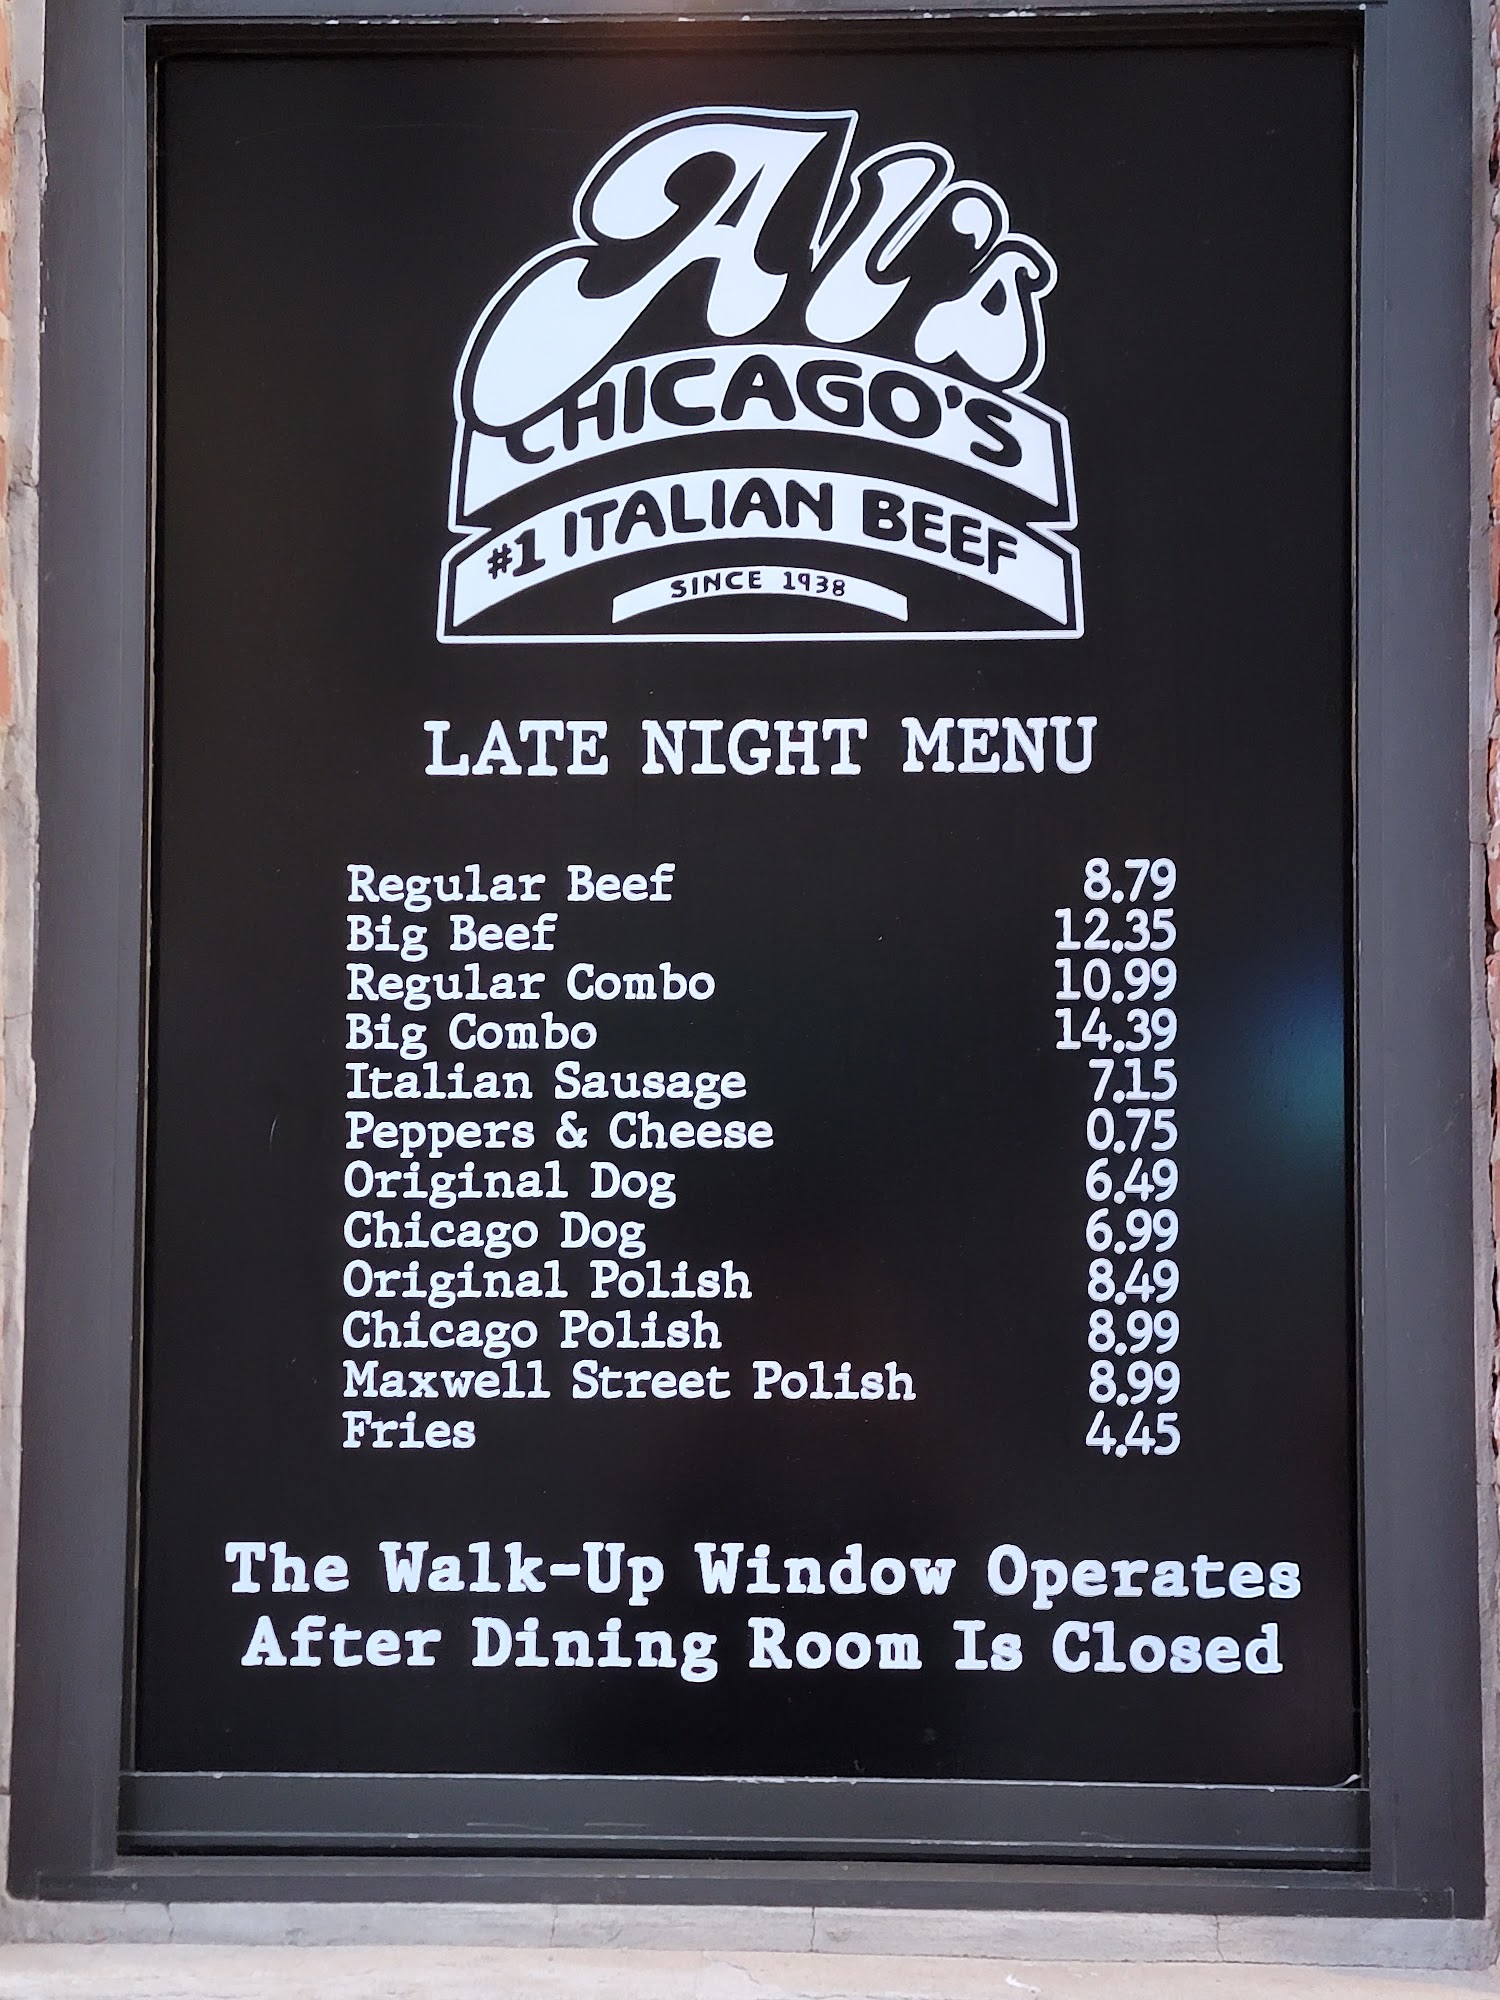 Al's
CHICAGO'S
#1 ITALIAN BEEF
SINCE 1938
LATE NIGHT MENU
Regular Beef 8.79
Big Beef 12.35
Regular Combo 10.99
Big Combo 14.39
Italian Sausage 7.15
Peppers & Cheese 0.75
Original Dog 6.49
Chicago Dog 6.99
Original Polish 8.49
Chicago Polish 8.99
Maxwell Street Polish 8.99
Fries 4.45
The Walk-Up Window Operates
After Dining Room Is Closed